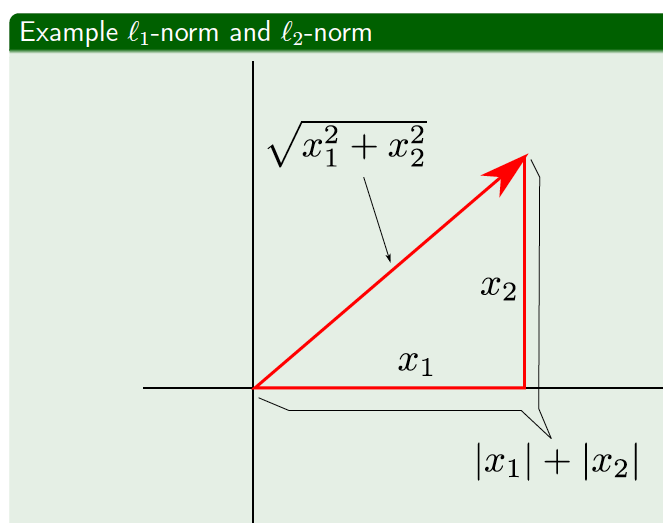 Example ℓ₁-norm and ℓ₂-norm
√(x₁² + x₂²)
x₂
x₁
|x₁| + |x₂|